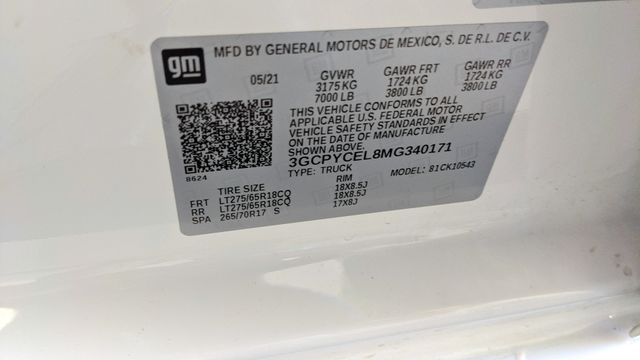 gm
MFD BY GENERAL MOTORS DE MEXICO, S. DE R.L. DE C.V.
05/21 GVWR GAWR FRT GAWR RR
3175 KG 1724 KG 1724 KG
7000 LB 3800 LB 3800 LB
THIS VEHICLE CONFORMS TO ALL
APPLICABLE U.S. FEDERAL MOTOR
VEHICLE SAFETY STANDARDS IN EFFECT
ON THE DATE OF MANUFACTURE
SHOWN ABOVE.
3GCPYCEL8MG340171
8624
TYPE: TRUCK MODEL: 81CK10543
TIRE SIZE RIM
FRT LT275/65R18CQ 18X8.5J
RR LT275/65R18CQ 18X8.5J
SPA 265/70R17 S 17X8J